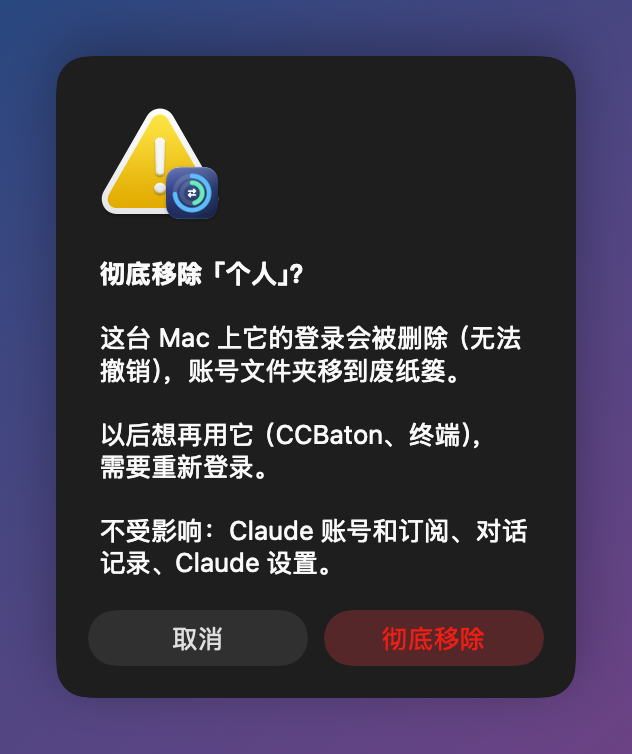 彻底移除「个人」？
这台 Mac 上它的登录会被删除（无法
撤销），账号文件夹移到废纸篓。
以后想再用它（CCBaton、终端），
需要重新登录。
不受影响：Claude 账号和订阅、对话
记录、Claude 设置。
取消
彻底移除